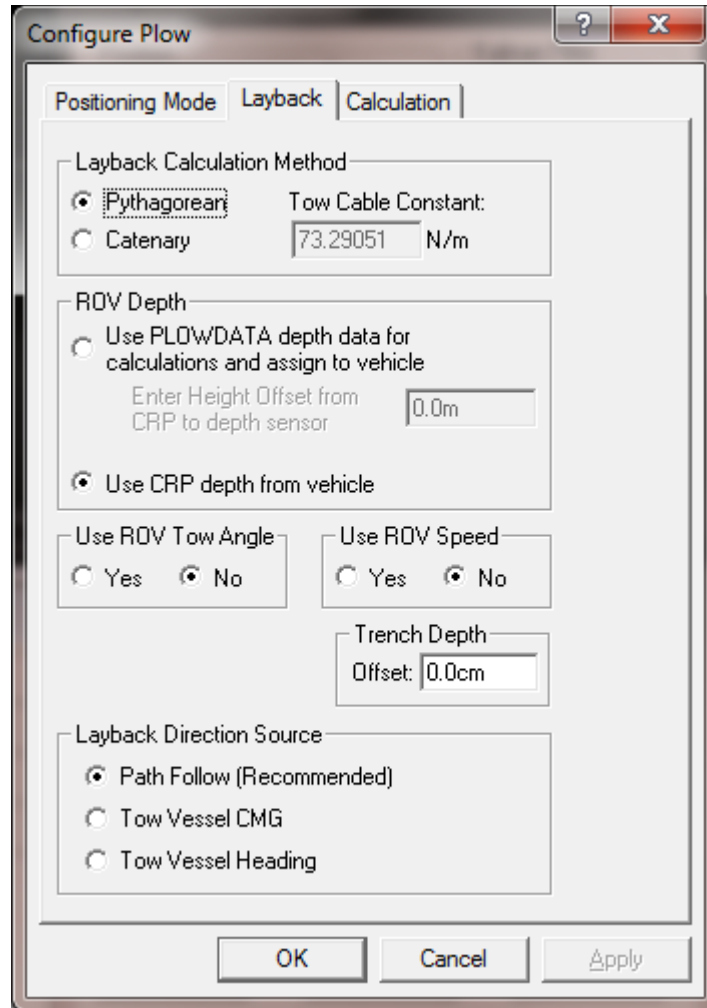 Configure Plow
Positioning Mode Layback Calculation
Layback Calculation Method
Pythagorean Tow Cable Constant:
Catenary 73.29051 N/m
ROV Depth
Use PLOWDATA depth data for
calculations and assign to vehicle
Enter Height Offset from
CRP to depth sensor
0.0m
Use CRP depth from vehicle
Use ROV Tow Angle Use ROV Speed
Yes No Yes No
Trench Depth
Offset: 0.0cm
Layback Direction Source
Path Follow (Recommended)
Tow Vessel CMG
Tow Vessel Heading
OK Cancel Apply